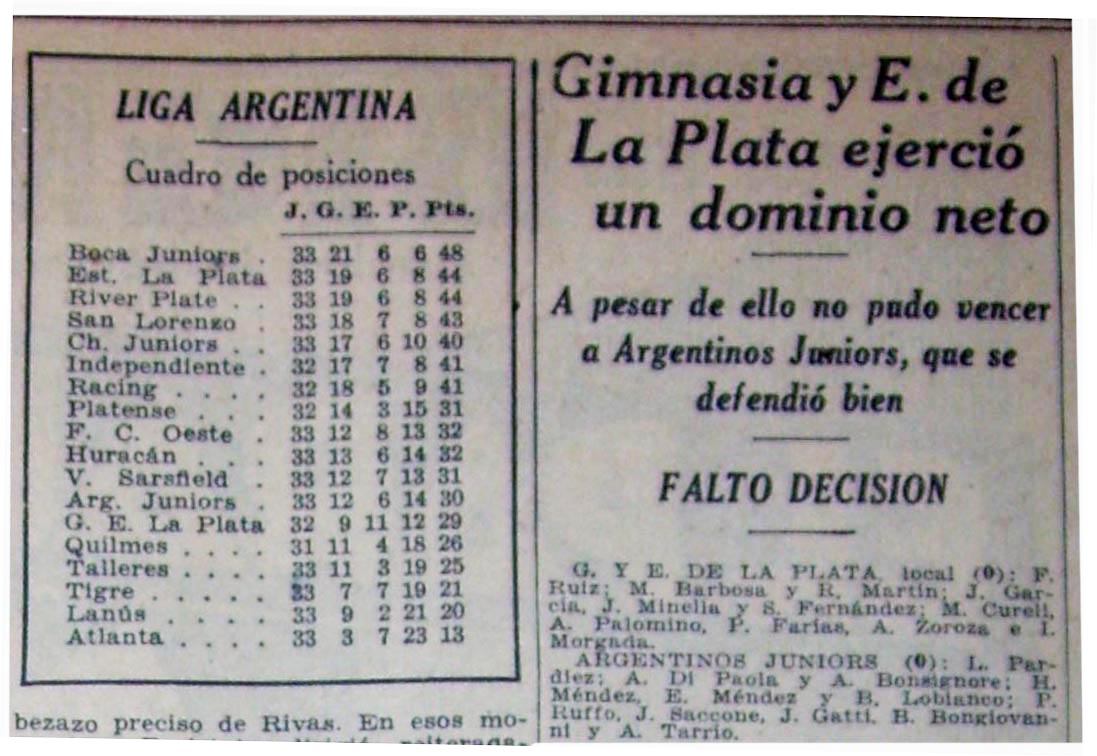 LIGA ARGENTINA
Cuadro de posiciones
J. G. E. P. Pts.
Boca Juniors . 33 21 6 6 48
Est. La Plata 33 19 6 8 44
River Plate . . 33 19 6 8 44
San Lorenzo . 33 18 7 8 43
Ch. Juniors . . 33 17 6 10 40
Independiente . 32 17 7 8 41
Racing . . . . 32 18 5 9 41
Platense . . . 32 14 3 15 31
F. C. Oeste . 33 12 8 13 32
Huracán . . . 33 13 6 14 32
V. Sarsfield . 33 12 7 13 31
Arg. Juniors . 33 12 6 14 30
G. E. La Plata 32 9 11 12 29
Quilmes . . . . 31 11 4 18 26
Talleres . . . . 33 11 3 19 25
Tigre . . . . 33 7 7 19 21
Lanús . . . . 33 9 2 21 20
Atlanta . . . . 33 3 7 23 13
bezazo preciso de Rivas. En esos mo-
Gimnasia y E. de
La Plata ejerció
un dominio neto
A pesar de ello no pudo vencer
a Argentinos Juniors, que se
defendió bien
FALTO DECISION
G. Y E. DE LA PLATA, local (0): F.
Ruiz; M. Barbosa y R. Martin; J. Gar-
cía, J. Minella y S. Fernández; M. Cureli,
A. Palomino, P. Farías, A. Zoroza e I.
Morgada.
ARGENTINOS JUNIORS (0): L. Par-
diez; A. Di Paola y A. Bonsignore; H.
Méndez, E. Méndez y B. Lobianco; P.
Ruffo, J. Saccone, J. Gatti, B. Bongiovan-
ni y A. Tarrio.